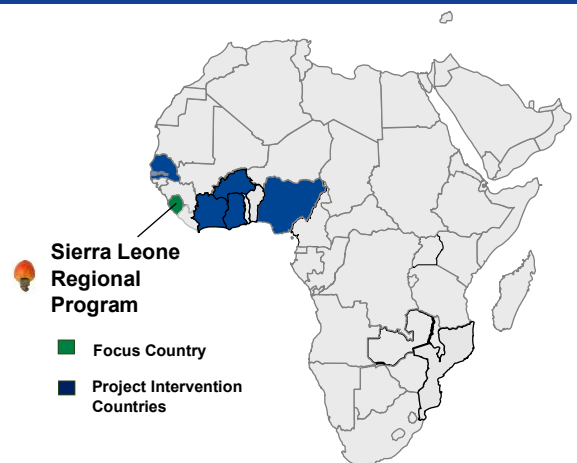 Sierra Leone
Regional
Program
Focus Country
Project Intervention
Countries